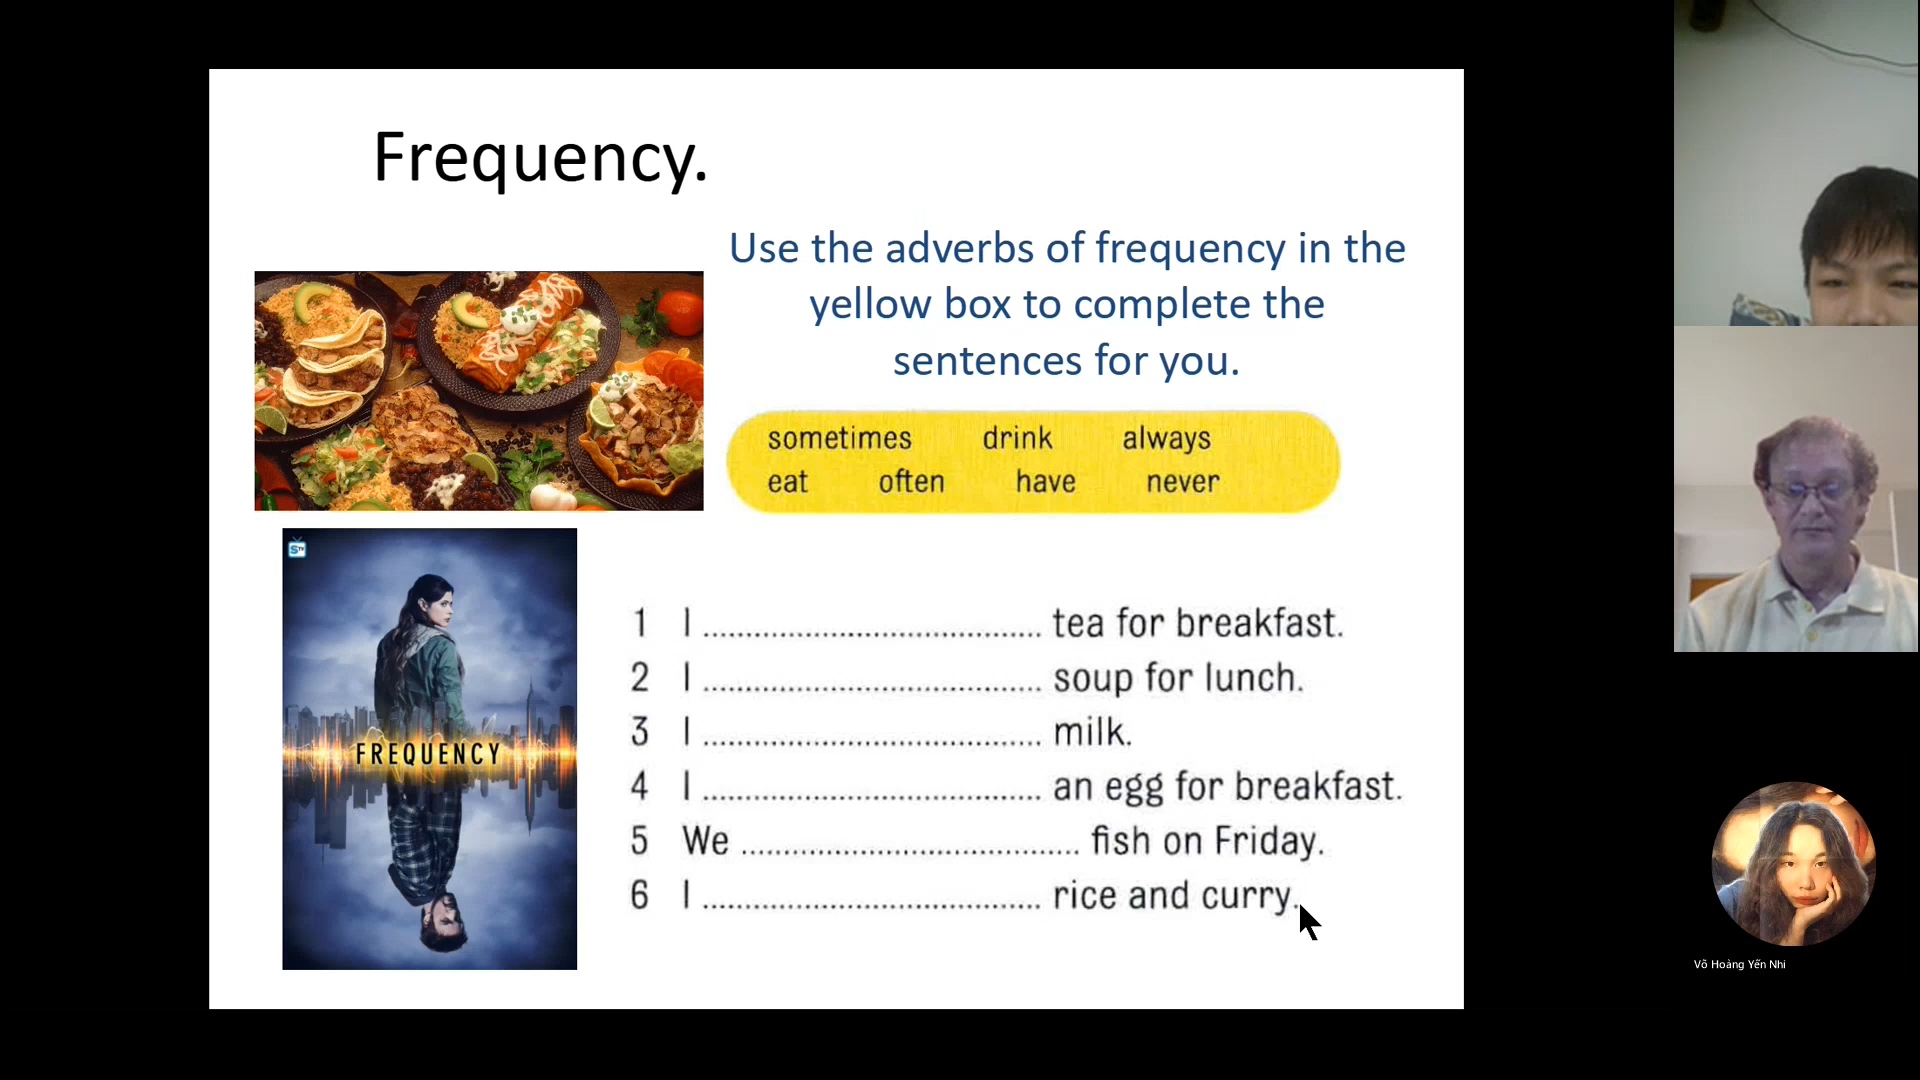 Frequency.
Use the adverbs of frequency in the
yellow box to complete the
sentences for you.
sometimes drink always
eat often have never
STV
FREQUENCY
1 I ........................................ tea for breakfast.
2 I ........................................ soup for lunch.
3 I ........................................ milk.
4 I ........................................ an egg for breakfast.
5 We ........................................ fish on Friday.
6 I ........................................ rice and curry.
Võ Hoàng Yến Nhi